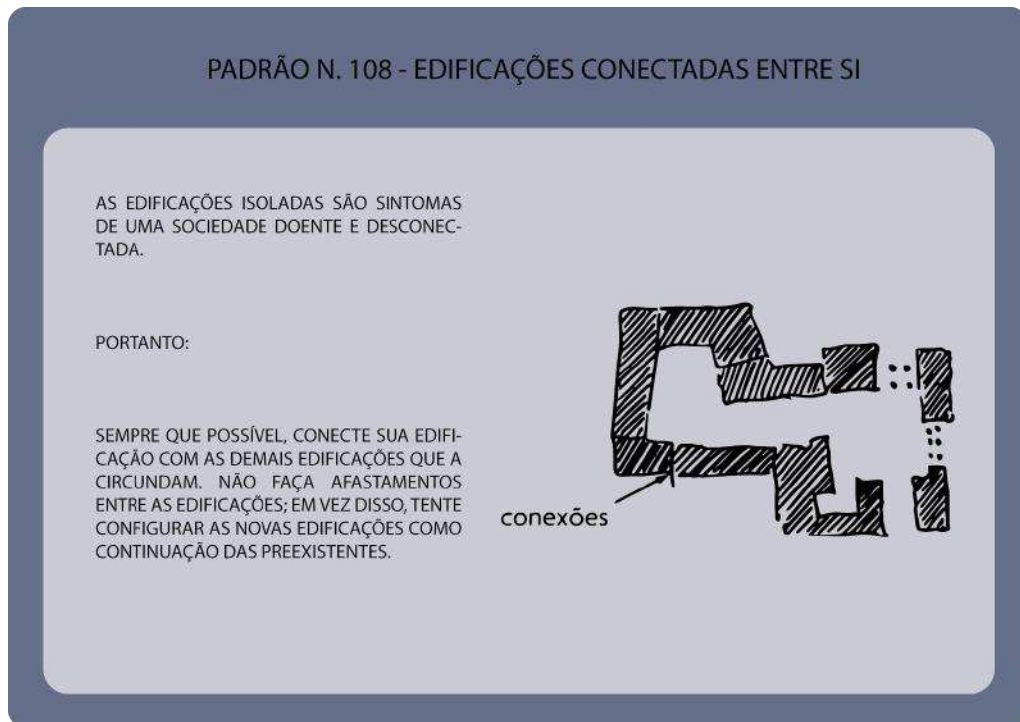 PADRÃO N. 108 - EDIFICAÇÕES CONECTADAS ENTRE SI
AS EDIFICAÇÕES ISOLADAS SÃO SINTOMAS
DE UMA SOCIEDADE DOENTE E DESCONEC-
TADA.
PORTANTO:
SEMPRE QUE POSSÍVEL, CONECTE SUA EDIFI-
CAÇÃO COM AS DEMAIS EDIFICAÇÕES QUE A
CIRCUNDAM. NÃO FAÇA AFASTAMENTOS
ENTRE AS EDIFICAÇÕES; EM VEZ DISSO, TENTE
CONFIGURAR AS NOVAS EDIFICAÇÕES COMO
CONTINUAÇÃO DAS PREEXISTENTES.
conexões